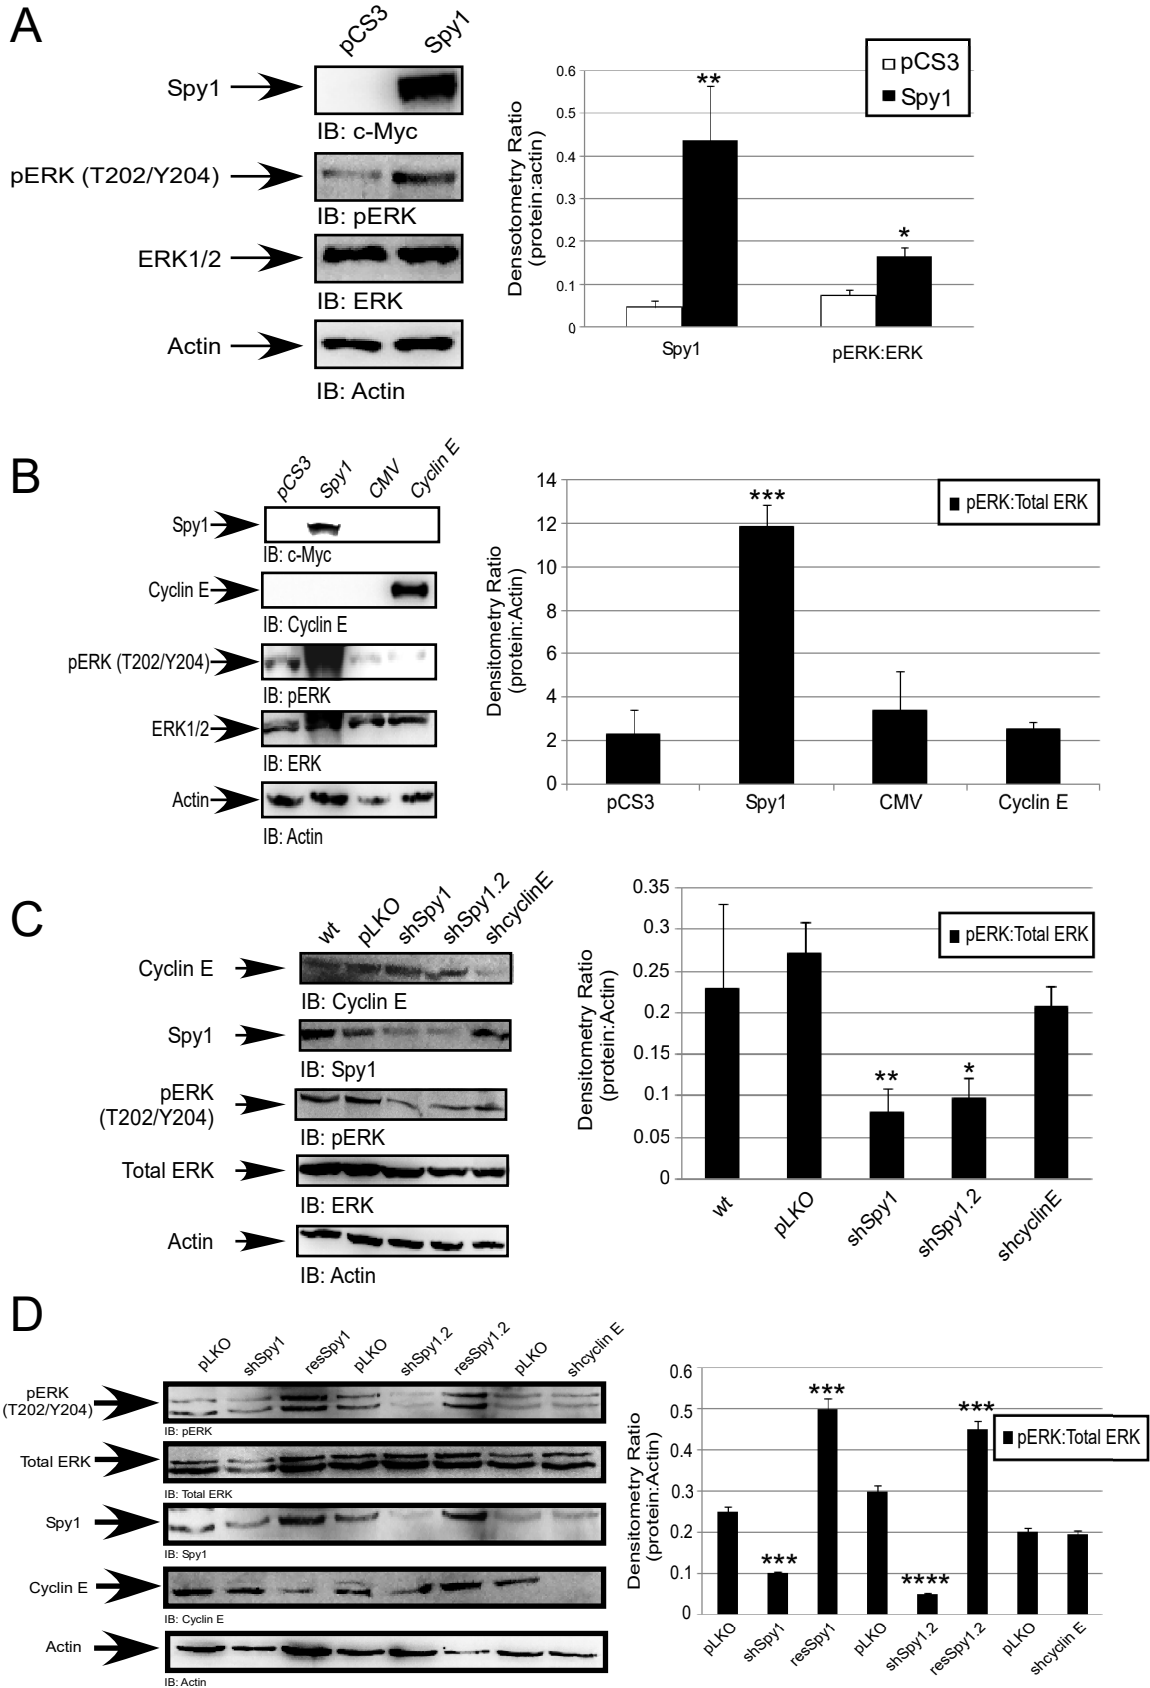 A
pCS3
Spy1
Spy1
IB: c-Myc
pERK (T202/Y204)
IB: pERK
ERK1/2
IB: ERK
Actin
IB: Actin
pCS3
Spy1
Densotometry Ratio
(protein:actin)
0.6
0.5
0.4
0.3
0.2
0.1
0
**
*
Spy1
pERK:ERK
B
pCS3
Spy1
CMV
Cyclin E
Spy1
IB: c-Myc
Cyclin E
IB: Cyclin E
pERK (T202/Y204)
IB: pERK
ERK1/2
IB: ERK
Actin
IB: Actin
Densitometry Ratio
(protein:Actin)
14
12
10
8
6
4
2
0
***
pERK:Total ERK
pCS3
Spy1
CMV
Cyclin E
C
wt
pLKO
shSpy1
shSpy1.2
shcyclinE
Cyclin E
IB: Cyclin E
Spy1
IB: Spy1
pERK
(T202/Y204)
IB: pERK
Total ERK
IB: ERK
Actin
IB: Actin
Densitometry Ratio
(protein:Actin)
0.35
0.3
0.25
0.2
0.15
0.1
0.05
0
**
*
pERK:Total ERK
wt
pLKO
shSpy1
shSpy1.2
shcyclinE
D
pLKO
shSpy1
resSpy1
pLKO
shSpy1.2
resSpy1.2
pLKO
shcyclin E
pERK
(T202/Y204)
IB: pERK
Total ERK
IB: Total ERK
Spy1
IB: Spy1
Cyclin E
IB: Cyclin E
Actin
IB: Actin
Densitometry Ratio
(protein:Actin)
0.6
0.5
0.4
0.3
0.2
0.1
0
***
***
****
***
pERK:Total ERK
pLKO
shSpy1
resSpy1
pLKO
shSpy1.2
resSpy1.2
pLKO
shcyclin E